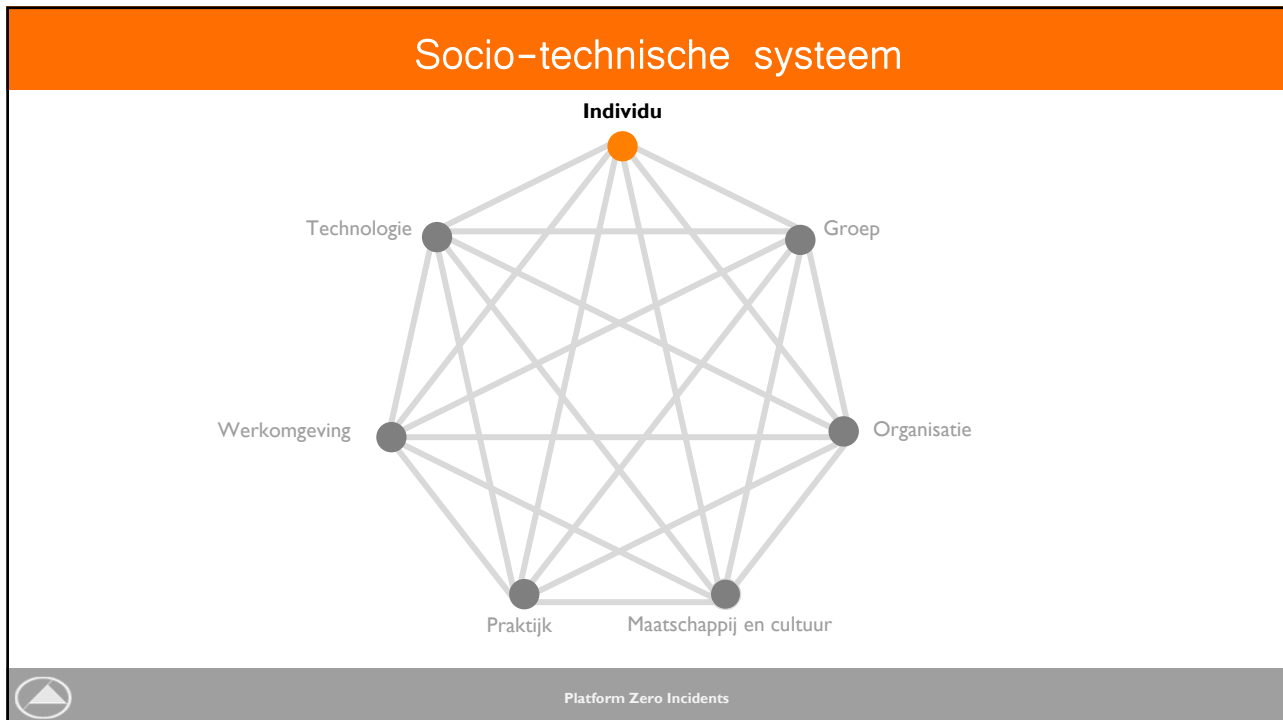 Socio-technische systeem
Individu
Technologie
Groep
Werkomgeving
Organisatie
Praktijk
Maatschappij en cultuur
Platform Zero Incidents